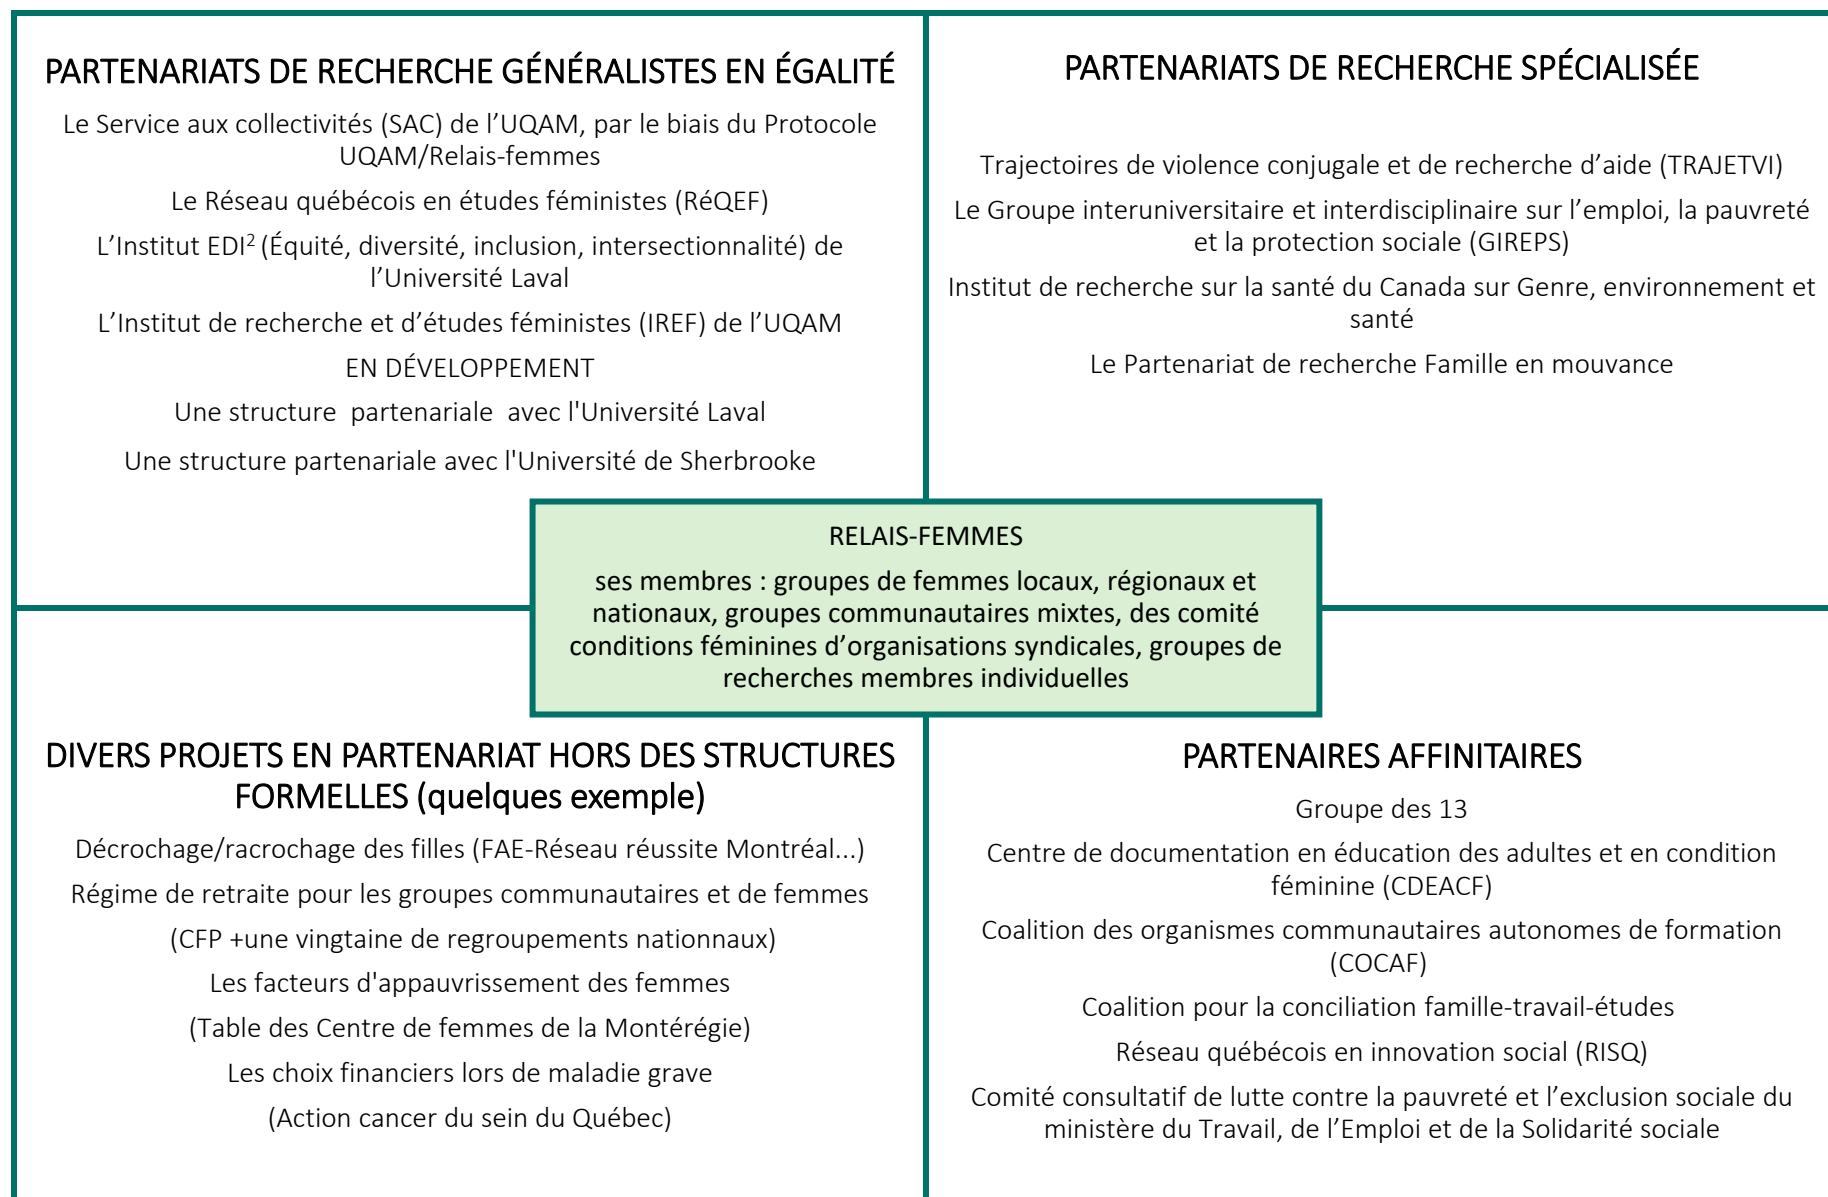 PARTENARIATS DE RECHERCHE GÉNÉRALISTES EN ÉGALITÉ
Le Service aux collectivités (SAC) de l’UQAM, par le biais du Protocole
UQAM/Relais-femmes
Le Réseau québécois en études féministes (RéQEF)
L’Institut EDI² (Équité, diversité, inclusion, intersectionnalité) de
l’Université Laval
L’Institut de recherche et d’études féministes (IREF) de l’UQAM
EN DÉVELOPPEMENT
Une structure  partenariale  avec l'Université Laval
Une structure partenariale avec l'Université de Sherbrooke
PARTENARIATS DE RECHERCHE SPÉCIALISÉE
Trajectoires de violence conjugale et de recherche d’aide (TRAJETVI)
Le Groupe interuniversitaire et interdisciplinaire sur l’emploi, la pauvreté
et la protection sociale (GIREPS)
Institut de recherche sur la santé du Canada sur Genre, environnement et
santé
Le Partenariat de recherche Famille en mouvance
RELAIS-FEMMES
ses membres : groupes de femmes locaux, régionaux et
nationaux, groupes communautaires mixtes, des comité
conditions féminines d’organisations syndicales, groupes de
recherches membres individuelles
DIVERS PROJETS EN PARTENARIAT HORS DES STRUCTURES
FORMELLES (quelques exemple)
Décrochage/racrochage des filles (FAE-Réseau réussite Montréal...)
Régime de retraite pour les groupes communautaires et de femmes
(CFP +une vingtaine de regroupements nationnaux)
Les facteurs d'appauvrissement des femmes
(Table des Centre de femmes de la Montérégie)
Les choix financiers lors de maladie grave
(Action cancer du sein du Québec)
PARTENAIRES AFFINITAIRES
Groupe des 13
Centre de documentation en éducation des adultes et en condition
féminine (CDEACF)
Coalition des organismes communautaires autonomes de formation
(COCAF)
Coalition pour la conciliation famille-travail-études
Réseau québécois en innovation social (RISQ)
Comité consultatif de lutte contre la pauvreté et l’exclusion sociale du
ministère du Travail, de l’Emploi et de la Solidarité sociale